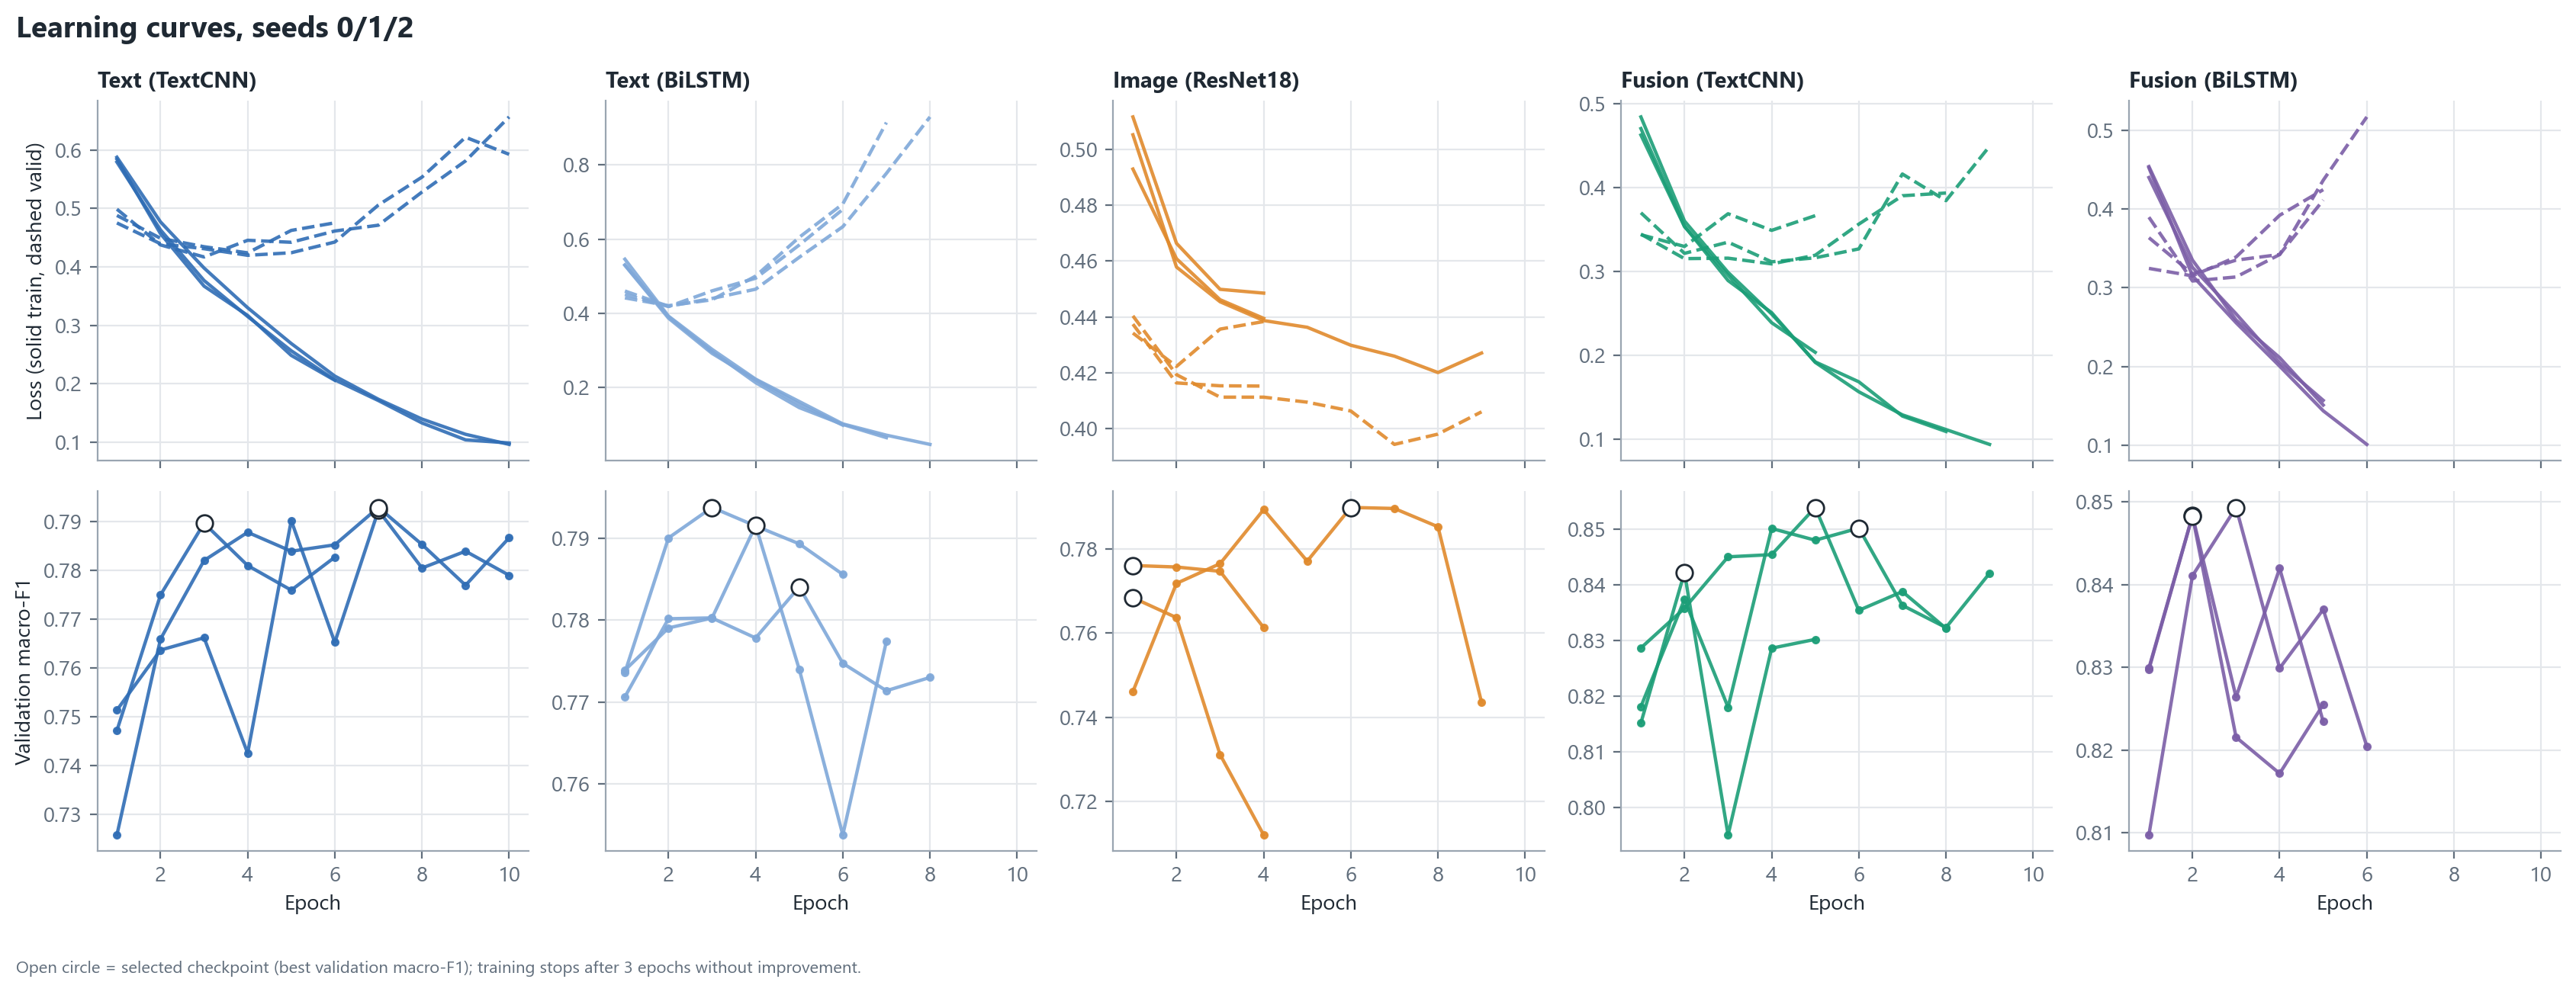 Learning curves, seeds 0/1/2
Text (TextCNN)
Text (BiLSTM)
Image (ResNet18)
Fusion (TextCNN)
Fusion (BiLSTM)
Loss (solid train, dashed valid)
0.6
0.5
0.4
0.3
0.2
0.1
0.8
0.6
0.4
0.2
0.50
0.48
0.46
0.44
0.42
0.40
0.5
0.4
0.3
0.2
0.1
0.5
0.4
0.3
0.2
0.1
Validation macro-F1
0.79
0.78
0.77
0.76
0.75
0.74
0.73
0.79
0.78
0.77
0.76
0.78
0.76
0.74
0.72
0.85
0.84
0.83
0.82
0.81
0.80
0.85
0.84
0.83
0.82
0.81
2 4 6 8 10
2 4 6 8 10
2 4 6 8 10
2 4 6 8 10
2 4 6 8 10
Epoch
Epoch
Epoch
Epoch
Epoch
Open circle = selected checkpoint (best validation macro-F1); training stops after 3 epochs without improvement.